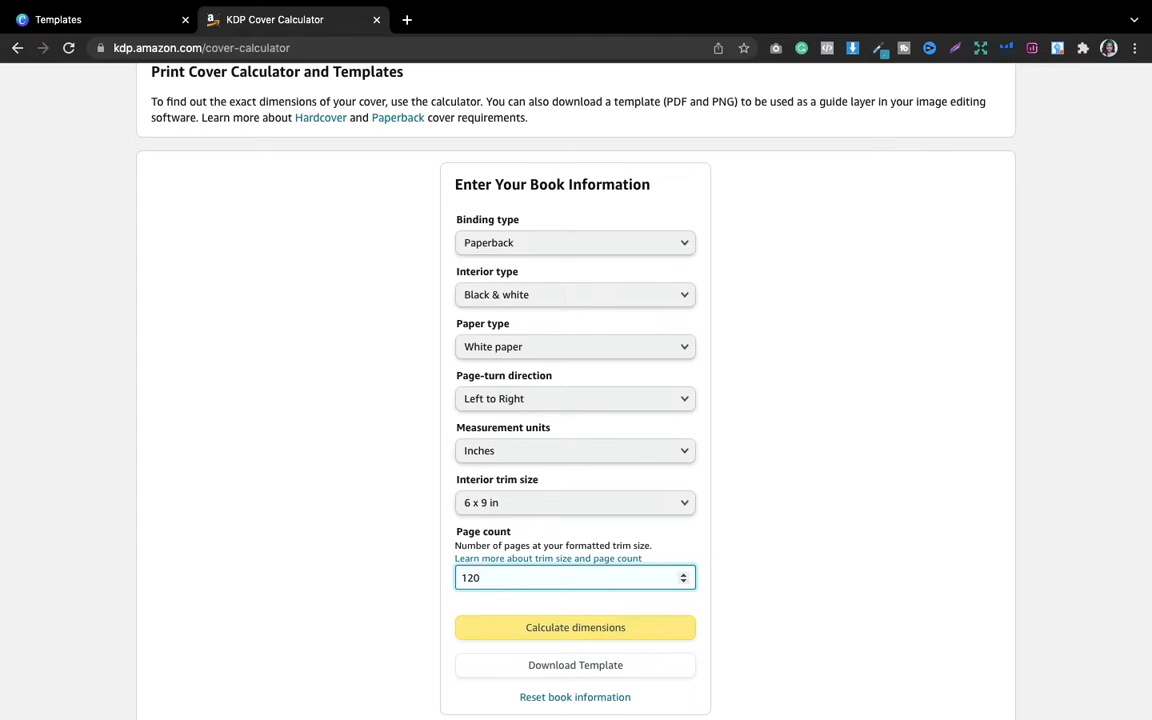 Templates
KDP Cover Calculator
kdp.amazon.com/cover-calculator
Print Cover Calculator and Templates
To find out the exact dimensions of your cover, use the calculator. You can also download a template (PDF and PNG) to be used as a guide layer in your image editing
software. Learn more about Hardcover and Paperback cover requirements.
Enter Your Book Information
Binding type
Paperback
Interior type
Black & white
Paper type
White paper
Page-turn direction
Left to Right
Measurement units
Inches
Interior trim size
6 x 9 in
Page count
Number of pages at your formatted trim size.
Learn more about trim size and page count
120
Calculate dimensions
Download Template
Reset book information